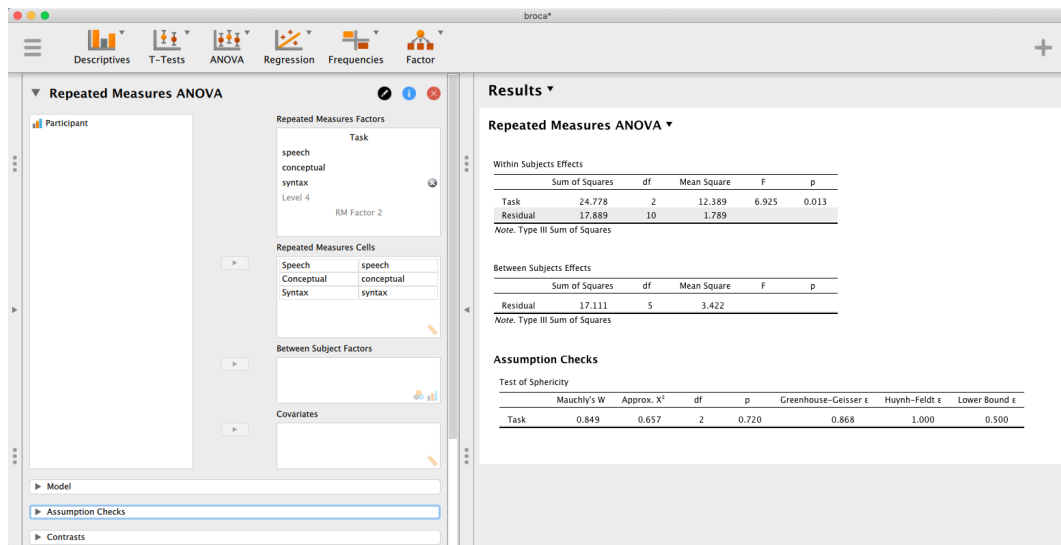 broca*
Descriptives T-Tests ANOVA Regression Frequencies Factor
Repeated Measures ANOVA
Participant
Repeated Measures Factors
Task
speech
conceptual
syntax
Level 4
RM Factor 2
Repeated Measures Cells
Speech speech
Conceptual conceptual
Syntax syntax
Between Subject Factors
Covariates
Model
Assumption Checks
Contrasts
Results
Repeated Measures ANOVA
Within Subjects Effects
Sum of Squares df Mean Square F p
Task 24.778 2 12.389 6.925 0.013
Residual 17.889 10 1.789
Note. Type III Sum of Squares
Between Subjects Effects
Sum of Squares df Mean Square F p
Residual 17.111 5 3.422
Note. Type III Sum of Squares
Assumption Checks
Test of Sphericity
Mauchly's W Approx. X² df p Greenhouse-Geisser ε Huynh-Feldt ε Lower Bound ε
Task 0.849 0.657 2 0.720 0.868 1.000 0.500